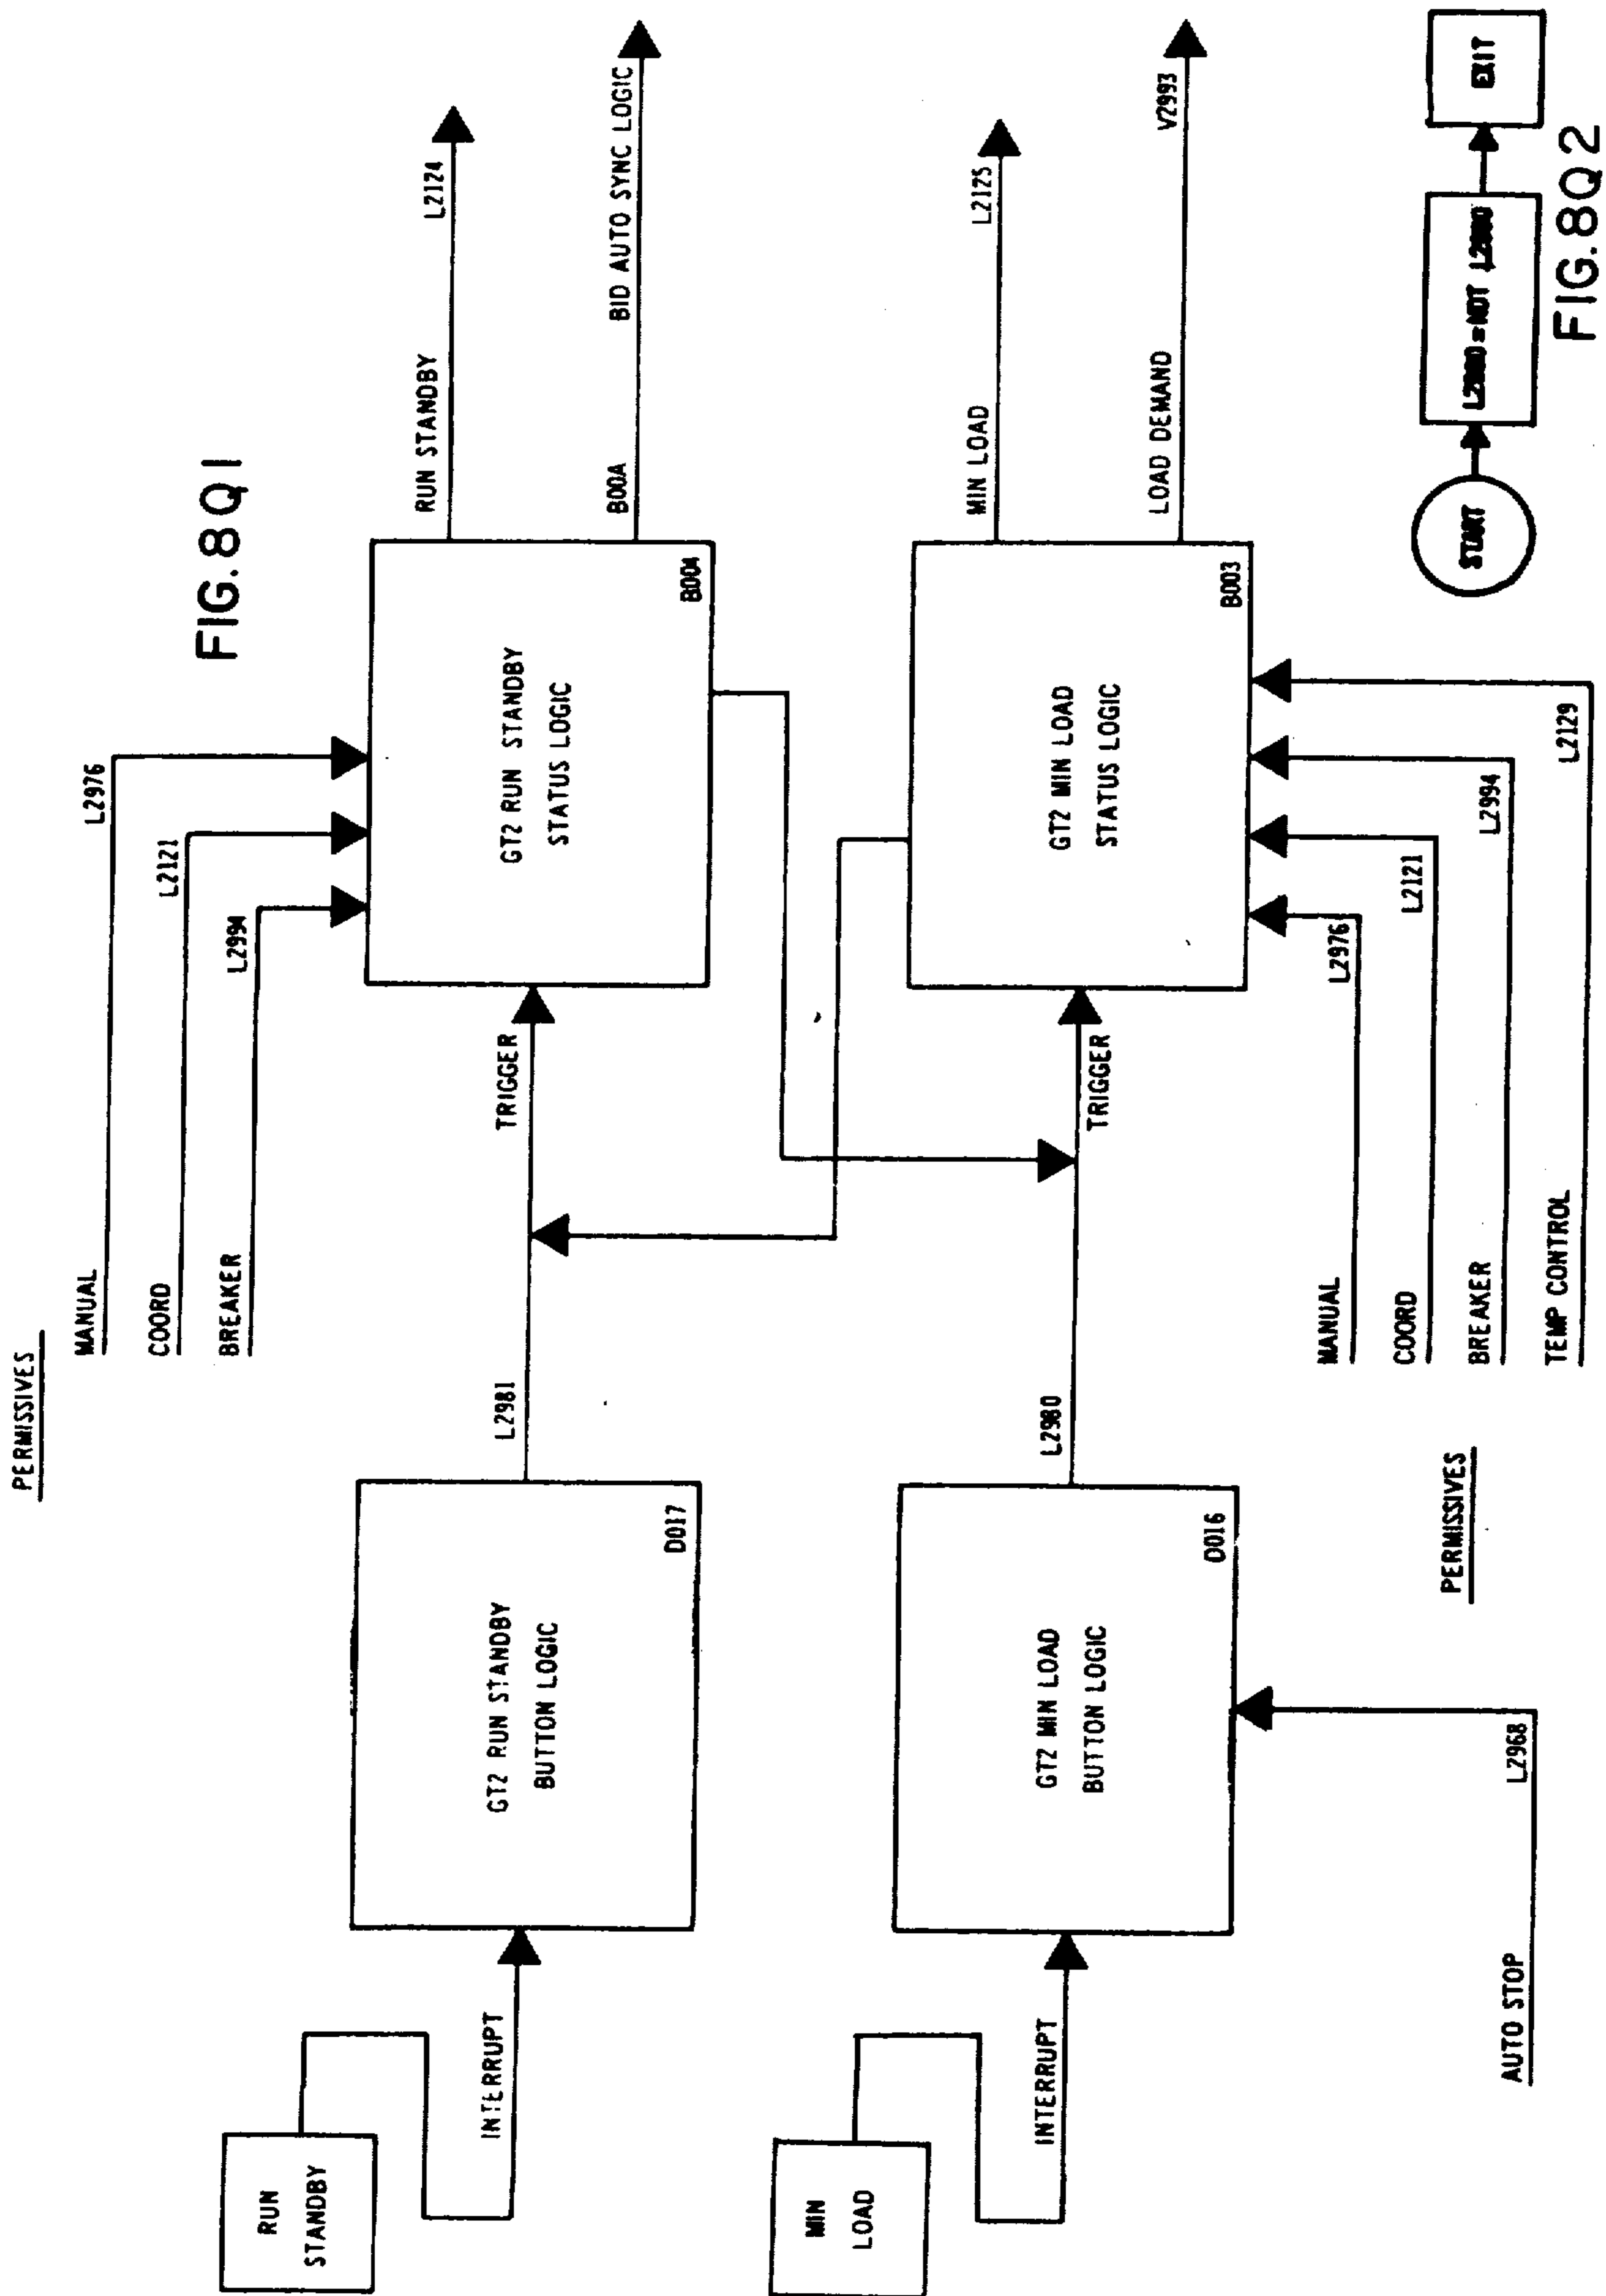 FIG.8Q1
PERMISSIVES
MANUAL
L2976
COORD
L2121
BREAKER
L2994
RUN
STANDBY
INTERRUPT
GT2 RUN STANDBY
BUTTON LOGIC
D017
L2981
TRIGGER
GT2 RUN STANDBY
STATUS LOGIC
B004
RUN STANDBY
L2124
B00A
BID AUTO SYNC LOGIC
MIN
LOAD
INTERRUPT
GT2 MIN LOAD
BUTTON LOGIC
D016
L2980
TRIGGER
GT2 MIN LOAD
STATUS LOGIC
B003
MIN LOAD
L2125
LOAD DEMAND
V2993
AUTO STOP
L2968
PERMISSIVES
MANUAL
L2976
COORD
L2121
BREAKER
L2994
TEMP CONTROL
L2129
START
L2980 = NOT L2980
EXIT
FIG.8Q2